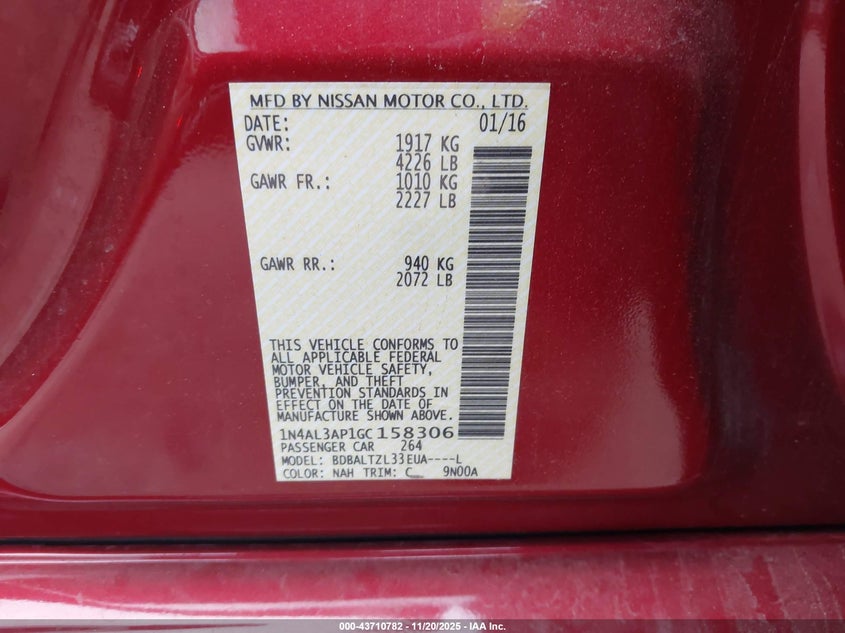 MFD BY NISSAN MOTOR CO., LTD.
DATE: 01/16
GVWR: 1917 KG
4226 LB
GAWR FR.: 1010 KG
2227 LB
GAWR RR.: 940 KG
2072 LB
THIS VEHICLE CONFORMS TO
ALL APPLICABLE FEDERAL
MOTOR VEHICLE SAFETY,
BUMPER, AND THEFT
PREVENTION STANDARDS IN
EFFECT ON THE DATE OF
MANUFACTURE SHOWN ABOVE.
1N4AL3AP1GC158306
PASSENGER CAR 264
MODEL: BDBALTZL33EUA----L
COLOR: NAH TRIM: C_ 9N00A
000-43710782 — 11/20/2025 — IAA Inc.